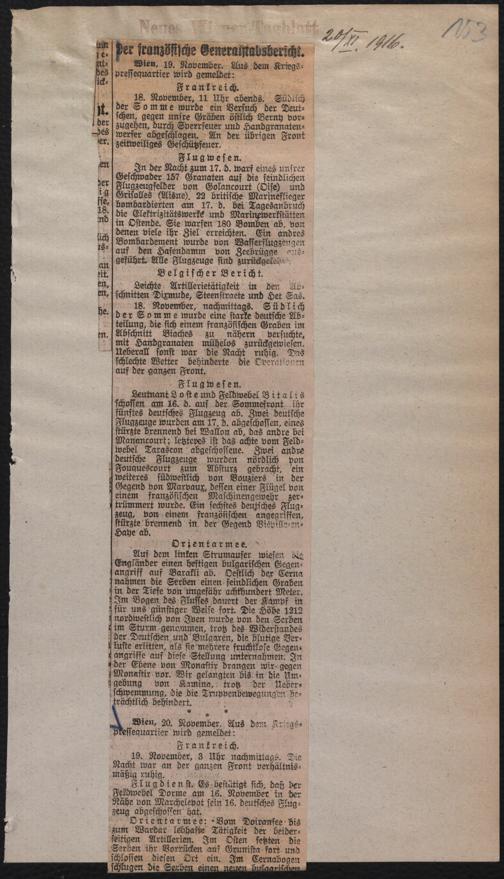 Neues Wiener Tagblatt
20/XI. 1916.
153
Der französische Generalstabsbericht.
Wien, 19. November. Aus dem Kriegs-
pressequartier wird gemeldet:
Frankreich.
18. November, 11 Uhr abends. Südlich
der Somme wurde ein Versuch der Deut-
schen, gegen unsre Gräben östlich Berny vor-
zugehen, durch Sperrfeuer und Handgranaten-
werfer abgeschlagen. An der übrigen Front
zeitweiliges Geschützfeuer.
Flugwesen.
In der Nacht zum 17. d. warf eines unsrer
Geschwader 157 Granaten auf die feindlichen
Flugzeugfelder von Golancourt (Oise) und
Grisolles (Aisne). 22 britische Marineflieger
bombardierten am 17. d. bei Tagesanbruch
die Elektrizitätswerke und Marinewerkstätten
in Ostende. Sie warfen 180 Bomben ab, von
denen viele ihr Ziel erreichten. Ein andres
Bombardement wurde von Wasserflugzeugen
auf den Hafendamm von Zeebrügge aus-
geführt. Alle Flugzeuge sind zurückgekehrt.
Belgischer Bericht.
Leichte Artillerietätigkeit in den Ab-
schnitten Dixmude, Steenstraete und Het Sas.
18. November, nachmittags. Südlich
der Somme wurde eine starke deutsche Ab-
teilung, die sich einem französischen Graben im
Abschnitt Biaches zu nähern versuchte,
mit Handgranaten mühelos zurückgewiesen.
Ueberall sonst war die Nacht ruhig. Das
schlechte Wetter behinderte die Operationen
auf der ganzen Front.
Flugwesen.
Leutnant Loste und Feldwebel Vitalis
schossen am 16. d. auf der Sommefront ihr
fünftes deutsches Flugzeug ab. Zwei deutsche
Flugzeuge wurden am 17. d. abgeschossen, eines
stürzte brennend bei Wallon ab, das andre bei
Manancourt; letzteres ist das achte vom Feld-
webel Tarascon abgeschossene. Zwei andre
deutsche Flugzeuge wurden nördlich von
Fouquescourt zum Absturz gebracht, ein
weiteres südwestlich von Vouziers in der
Gegend von Marvaux, dessen einer Flügel von
einem französischen Maschinengewehr zer-
trümmert wurde. Ein sechstes deutsches Flug-
zeug, von einem französischen angegriffen,
stürzte brennend in der Gegend
Haye ab.
Orientarmee.
Auf dem linken Strumaufer wiesen die
Engländer einen heftigen bulgarischen Gegen-
angriff auf Barakli ab. Oestlich der Cerna
nahmen die Serben einen feindlichen Graben
in der Tiefe von ungefähr achthundert Meter.
Im Bogen des Flusses dauert der Kampf in
für uns günstiger Weise fort. Die Höhe 1212
nordwestlich von Iven wurde von den Serben
im Sturm genommen, trotz des Widerstandes
der Deutschen und Bulgaren, die blutige Ver-
luste erlitten, als sie mehrere fruchtlose Gegen-
angriffe auf diese Stellung unternahmen. In
der Ebene von Monastir drangen wir gegen
Monastir vor. Wir gelangten bis in die Um-
gebung von Kamina, trotz der Ueber-
schwemmung, die die Truppenbewegungen be-
trächtlich behindert.
* * *
Wien, 20. November. Aus dem Kriegs-
pressequartier wird gemeldet:
Frankreich.
19. November, 3 Uhr nachmittags. Die
Nacht war an der ganzen Front verhältnis-
mäßig ruhig.
Flugdienst. Es bestätigt sich, daß der
Feldwebel Dorme am 16. November in der
Nähe von Marchelepot sein 16. deutsches Flug-
zeug abgeschossen hat.
Orientarmee: Vom Doiransee bis
zum Wardar lebhafte Tätigkeit der beider-
seitigen Artillerien. Im Osten setzten die
Serben ihr Vorrücken auf Grunista fort und
schlossen diesen Ort ein. Im Cernabogen
schlugen die Serben einen neuen bulgarischen